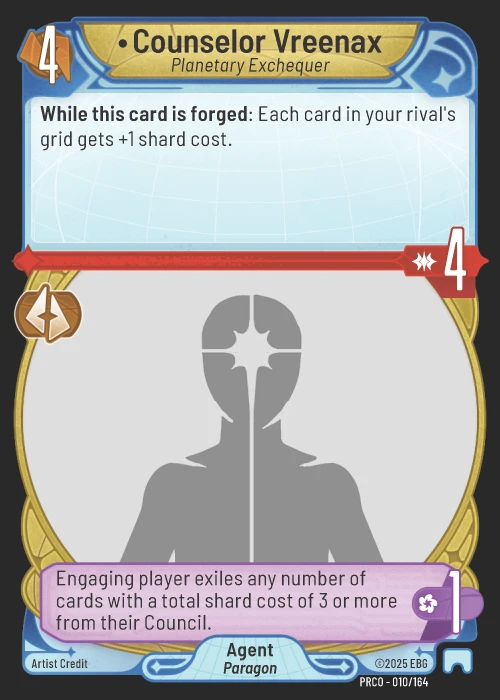 4
•Counselor Vreenax
Planetary Exchequer
While this card is forged: Each card in your rival's
grid gets +1 shard cost.
4
Engaging player exiles any number of
cards with a total shard cost of 3 or more
from their Council.
1
Agent
Paragon
Artist Credit
©2025 EBG
PRCO - 010/164